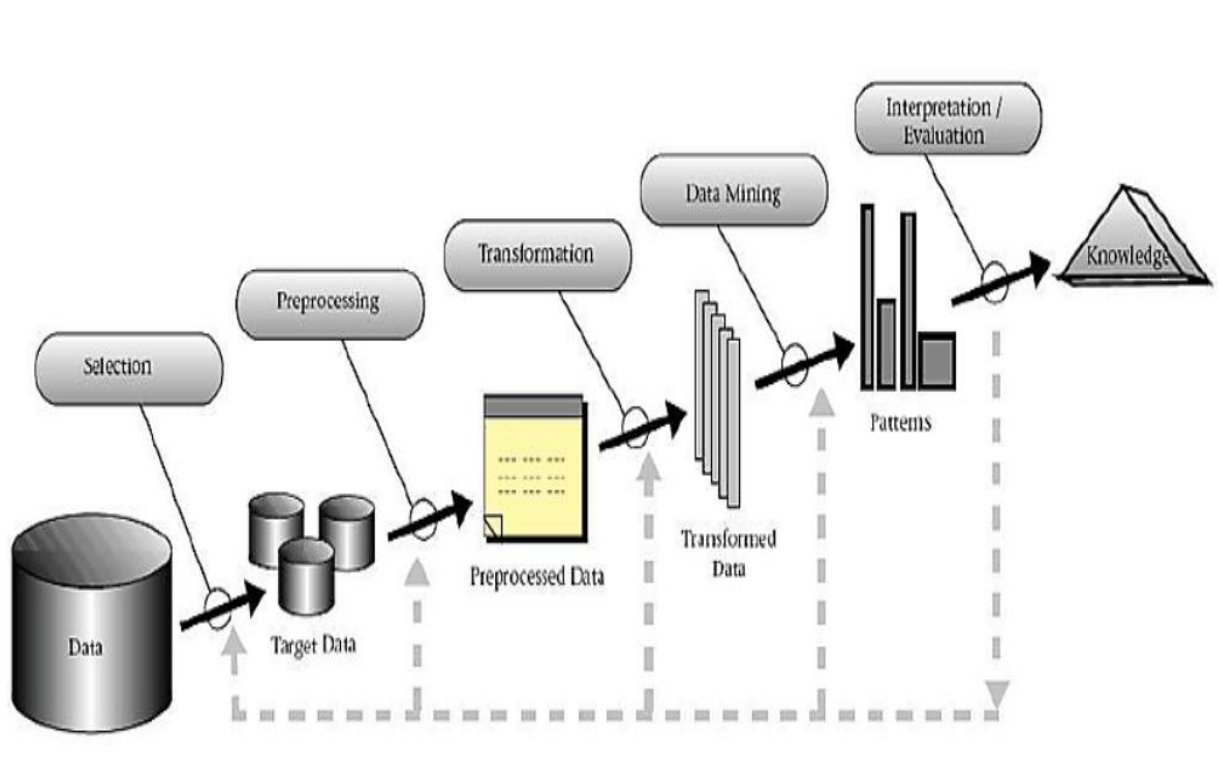 Interpretation /
Evaluation
Data Mining
Transformation
Knowledge
Preprocessing
Selection
Patterns
Transformed
Data
Preprocessed Data
Target Data
Data